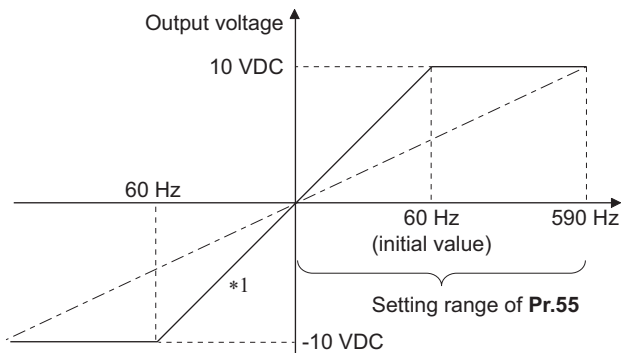 Output voltage
10 VDC
60 Hz
60 Hz
(initial value)
590 Hz
*1
Setting range of Pr.55
-10 VDC